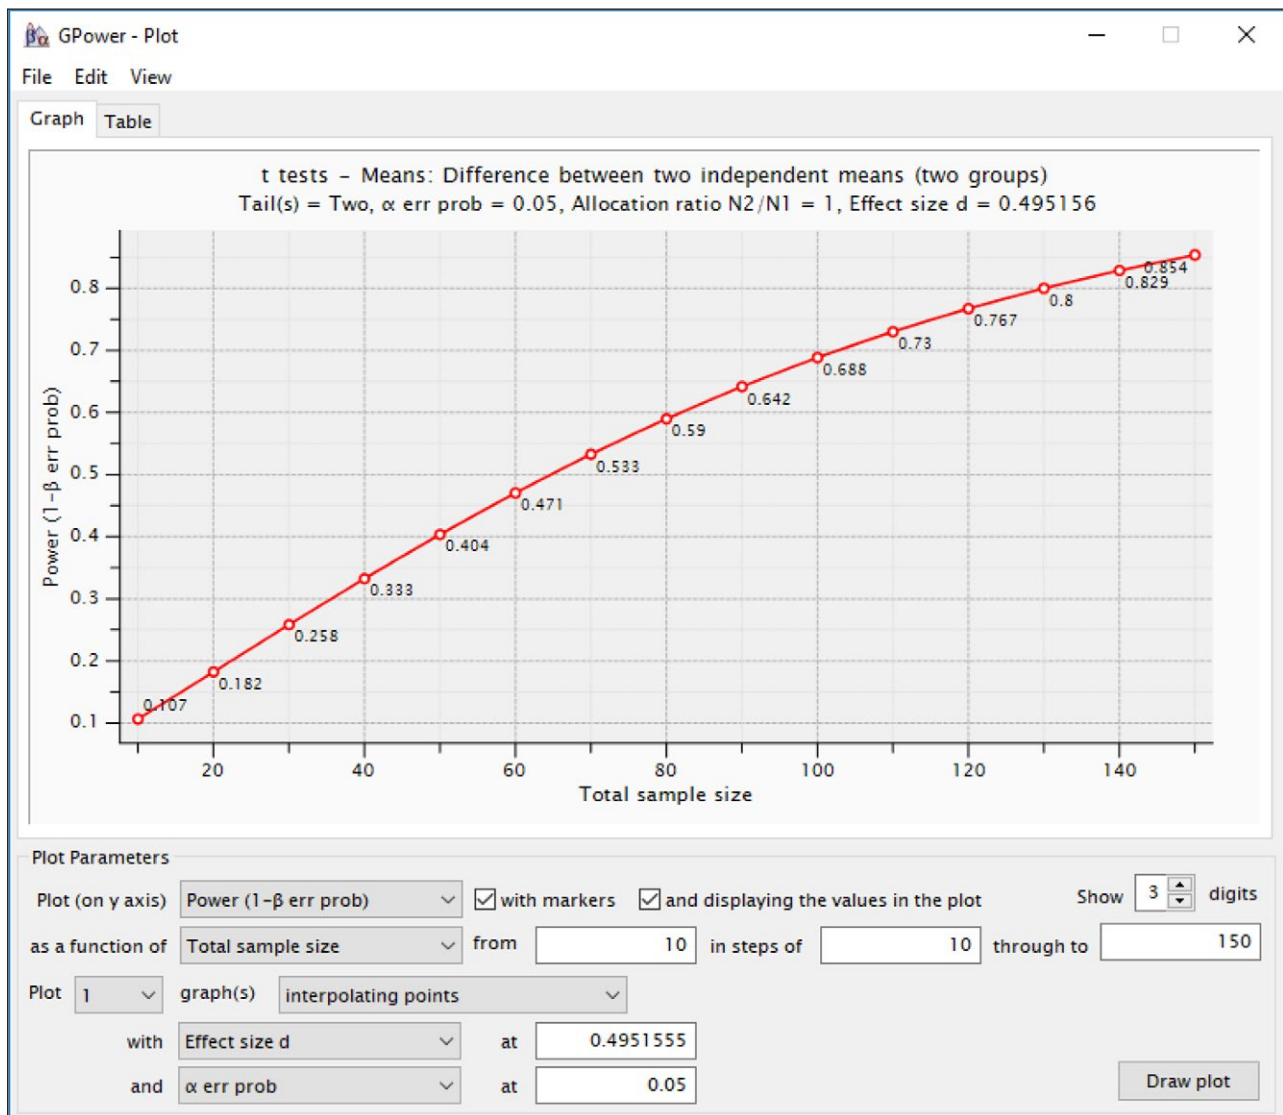 GPower - Plot
File Edit View
Graph Table
t tests – Means: Difference between two independent means (two groups)
Tail(s) = Two, α err prob = 0.05, Allocation ratio N2/N1 = 1, Effect size d = 0.495156
Power (1-β err prob)
0.8
0.7
0.6
0.5
0.4
0.3
0.2
0.1
0.107
0.182
0.258
0.333
0.404
0.471
0.533
0.59
0.642
0.688
0.73
0.767
0.8
0.829
0.854
20 40 60 80 100 120 140
Total sample size
Plot Parameters
Plot (on y axis) Power (1-β err prob) with markers and displaying the values in the plot Show 3 digits
as a function of Total sample size from 10 in steps of 10 through to 150
Plot 1 graph(s) interpolating points
with Effect size d at 0.4951555
and α err prob at 0.05 Draw plot